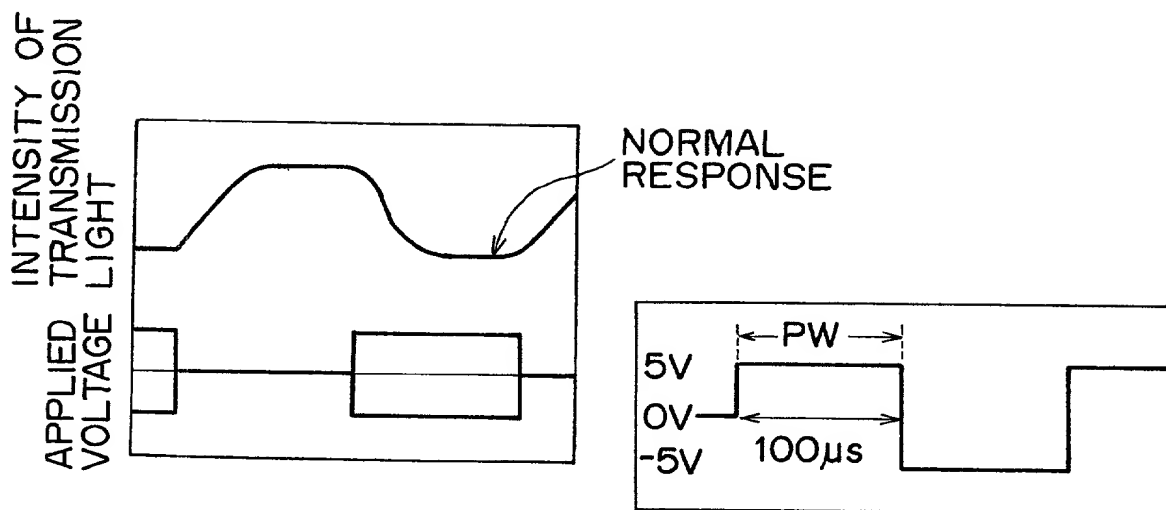 INTENSITY OF
TRANSMISSION
LIGHT
NORMAL
RESPONSE
APPLIED
VOLTAGE
PW
5V
0V
100μs
-5V